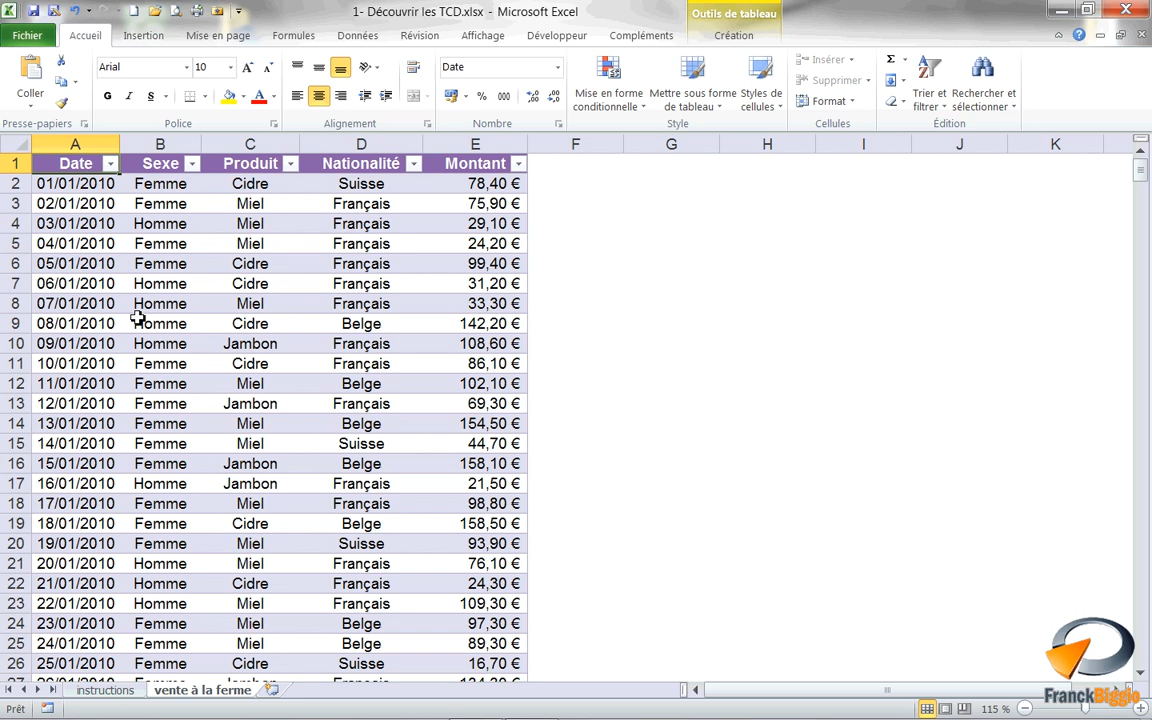 1- Découvrir les TCD.xlsx - Microsoft Excel
Outils de tableau
Fichier Accueil Insertion Mise en page Formules Données Révision Affichage Développeur Compléments Création
Coller
Presse-papiers
Arial 10
G I S
Police
Alignement
Date
% 000
Nombre
Mise en forme conditionnelle
Mettre sous forme de tableau
Styles de cellules
Style
Insérer
Supprimer
Format
Cellules
Trier et filtrer
Rechercher et sélectionner
Édition
A B C D E F G H I J K
1 Date Sexe Produit Nationalité Montant
2 01/01/2010 Femme Cidre Suisse 78,40 €
3 02/01/2010 Femme Miel Français 75,90 €
4 03/01/2010 Homme Miel Français 29,10 €
5 04/01/2010 Femme Miel Français 24,20 €
6 05/01/2010 Femme Cidre Français 99,40 €
7 06/01/2010 Homme Cidre Français 31,20 €
8 07/01/2010 Homme Miel Français 33,30 €
9 08/01/2010 Homme Cidre Belge 142,20 €
10 09/01/2010 Homme Jambon Français 108,60 €
11 10/01/2010 Femme Cidre Français 86,10 €
12 11/01/2010 Femme Miel Belge 102,10 €
13 12/01/2010 Femme Jambon Français 69,30 €
14 13/01/2010 Femme Miel Belge 154,50 €
15 14/01/2010 Femme Miel Suisse 44,70 €
16 15/01/2010 Femme Jambon Belge 158,10 €
17 16/01/2010 Homme Jambon Français 21,50 €
18 17/01/2010 Femme Miel Français 98,80 €
19 18/01/2010 Femme Cidre Belge 158,50 €
20 19/01/2010 Femme Miel Suisse 93,90 €
21 20/01/2010 Homme Miel Français 76,10 €
22 21/01/2010 Homme Cidre Français 24,30 €
23 22/01/2010 Homme Miel Français 109,30 €
24 23/01/2010 Femme Miel Belge 97,30 €
25 24/01/2010 Femme Miel Belge 89,30 €
26 25/01/2010 Femme Cidre Suisse 16,70 €
instructions vente à la ferme
FranckBiggio
Prêt 115 %